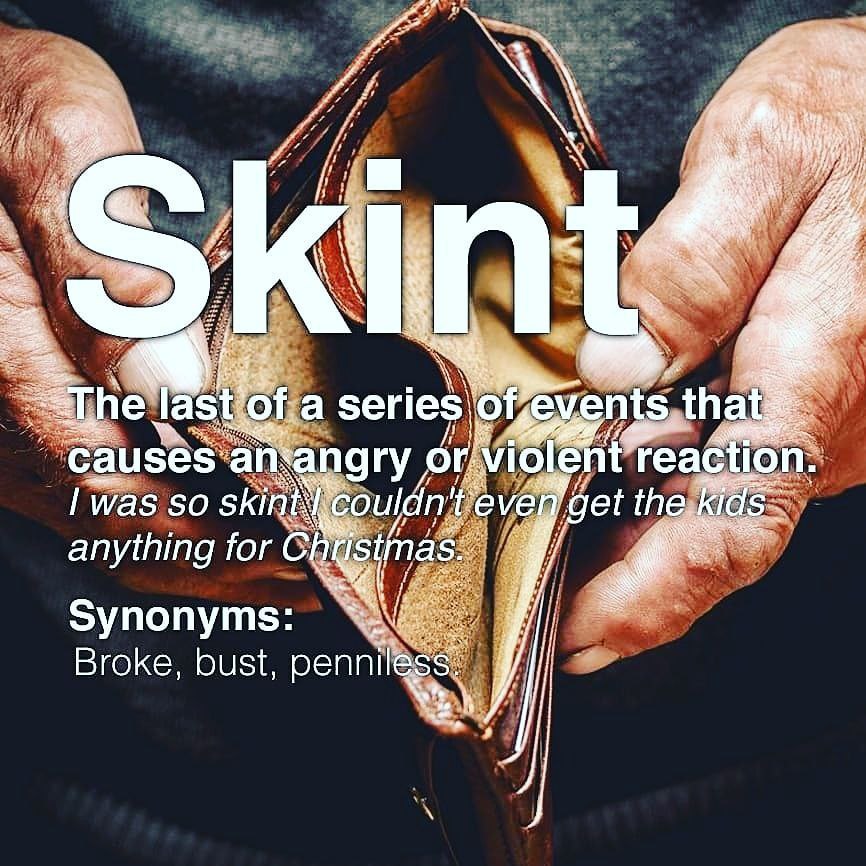 Skint
The last of a series of events that
causes an angry or violent reaction.
I was so skint I couldn't even get the kids
anything for Christmas.
Synonyms:
Broke, bust, penniless.